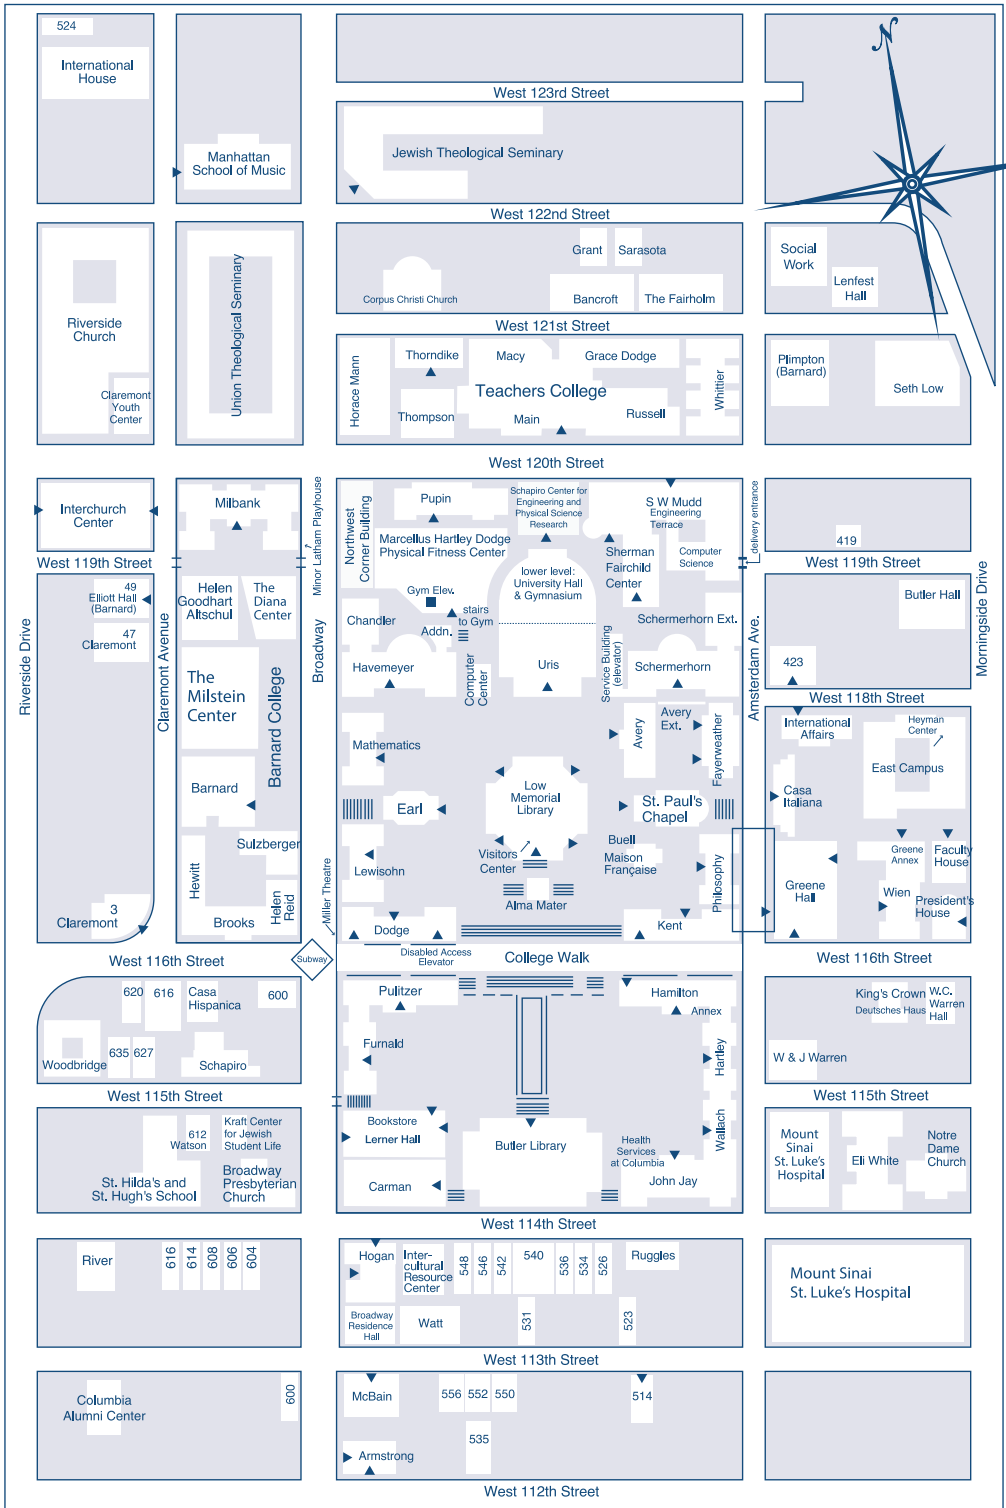 524
International
House
Manhattan
School of Music
West 123rd Street
Jewish Theological Seminary
N
West 122nd Street
Riverside
Church
Claremont
Youth
Center
Union Theological Seminary
Corpus Christi Church
Grant
Sarasota
Bancroft
The Fairholm
Social
Work
Lenfest
Hall
West 121st Street
Horace Mann
Thorndike
Thompson
Macy
Grace Dodge
Teachers College
Main
Russell
Whittier
Plimpton
(Barnard)
Seth Low
West 120th Street
Interchurch
Center
Milbank
Minor Latham Playhouse
Northwest
Corner Building
Pupin
Schapiro Center for
Engineering and
Physical Science
Research
S W Mudd
Engineering
Terrace
delivery entrance
419
Marcellus Hartley Dodge
Physical Fitness Center
Sherman
Fairchild
Center
Computer
Science
West 119th Street
West 119th Street
49
Elliott Hall
(Barnard)
47
Claremont
Helen
Goodhart
Altschul
The
Diana
Center
lower level:
University Hall
& Gymnasium
Gym Elev.
stairs
to Gym
Addn.
Chandler
Schermerhorn Ext.
Butler Hall
423
Riverside Drive
Claremont Avenue
Broadway
Amsterdam Ave.
Morningside Drive
The
Milstein
Center
Barnard College
Havemeyer
Computer
Center
Uris
Service Building
(elevator)
Schermerhorn
West 118th Street
Mathematics
Avery
Avery
Ext.
Fayerweather
International
Affairs
Heyman
Center
East Campus
Barnard
Earl
Low
Memorial
Library
St. Paul's
Chapel
Casa
Italiana
Sulzberger
Hewitt
Helen
Reid
Brooks
Miller Theatre
Lewisohn
Visitors
Center
Buell
Maison
Française
Philosophy
Greene
Hall
Greene
Annex
Faculty
House
Wien
President's
House
3
Claremont
Alma Mater
Dodge
Kent
Disabled Access
Elevator
Subway
West 116th Street
College Walk
West 116th Street
620
616
Casa
Hispanica
600
Woodbridge
635
627
Schapiro
Pulitzer
Furnald
Hamilton
Annex
Hartley
King's Crown
Deutsches Haus
W.C.
Warren
Hall
W & J Warren
West 115th Street
West 115th Street
612
Watson
Kraft Center
for Jewish
Student Life
St. Hilda's and
St. Hugh's School
Broadway
Presbyterian
Church
Bookstore
Lerner Hall
Carman
Butler Library
Health
Services
at Columbia
John Jay
Wallach
Mount
Sinai
St. Luke's
Hospital
Eli White
Notre
Dame
Church
West 114th Street
River
616
614
608
606
604
Hogan
Inter-
cultural
Resource
Center
548
546
542
540
536
534
526
Ruggles
Broadway
Residence
Hall
Watt
531
523
Mount Sinai
St. Luke's Hospital
West 113th Street
Columbia
Alumni Center
600
McBain
556
552
550
514
535
Armstrong
West 112th Street